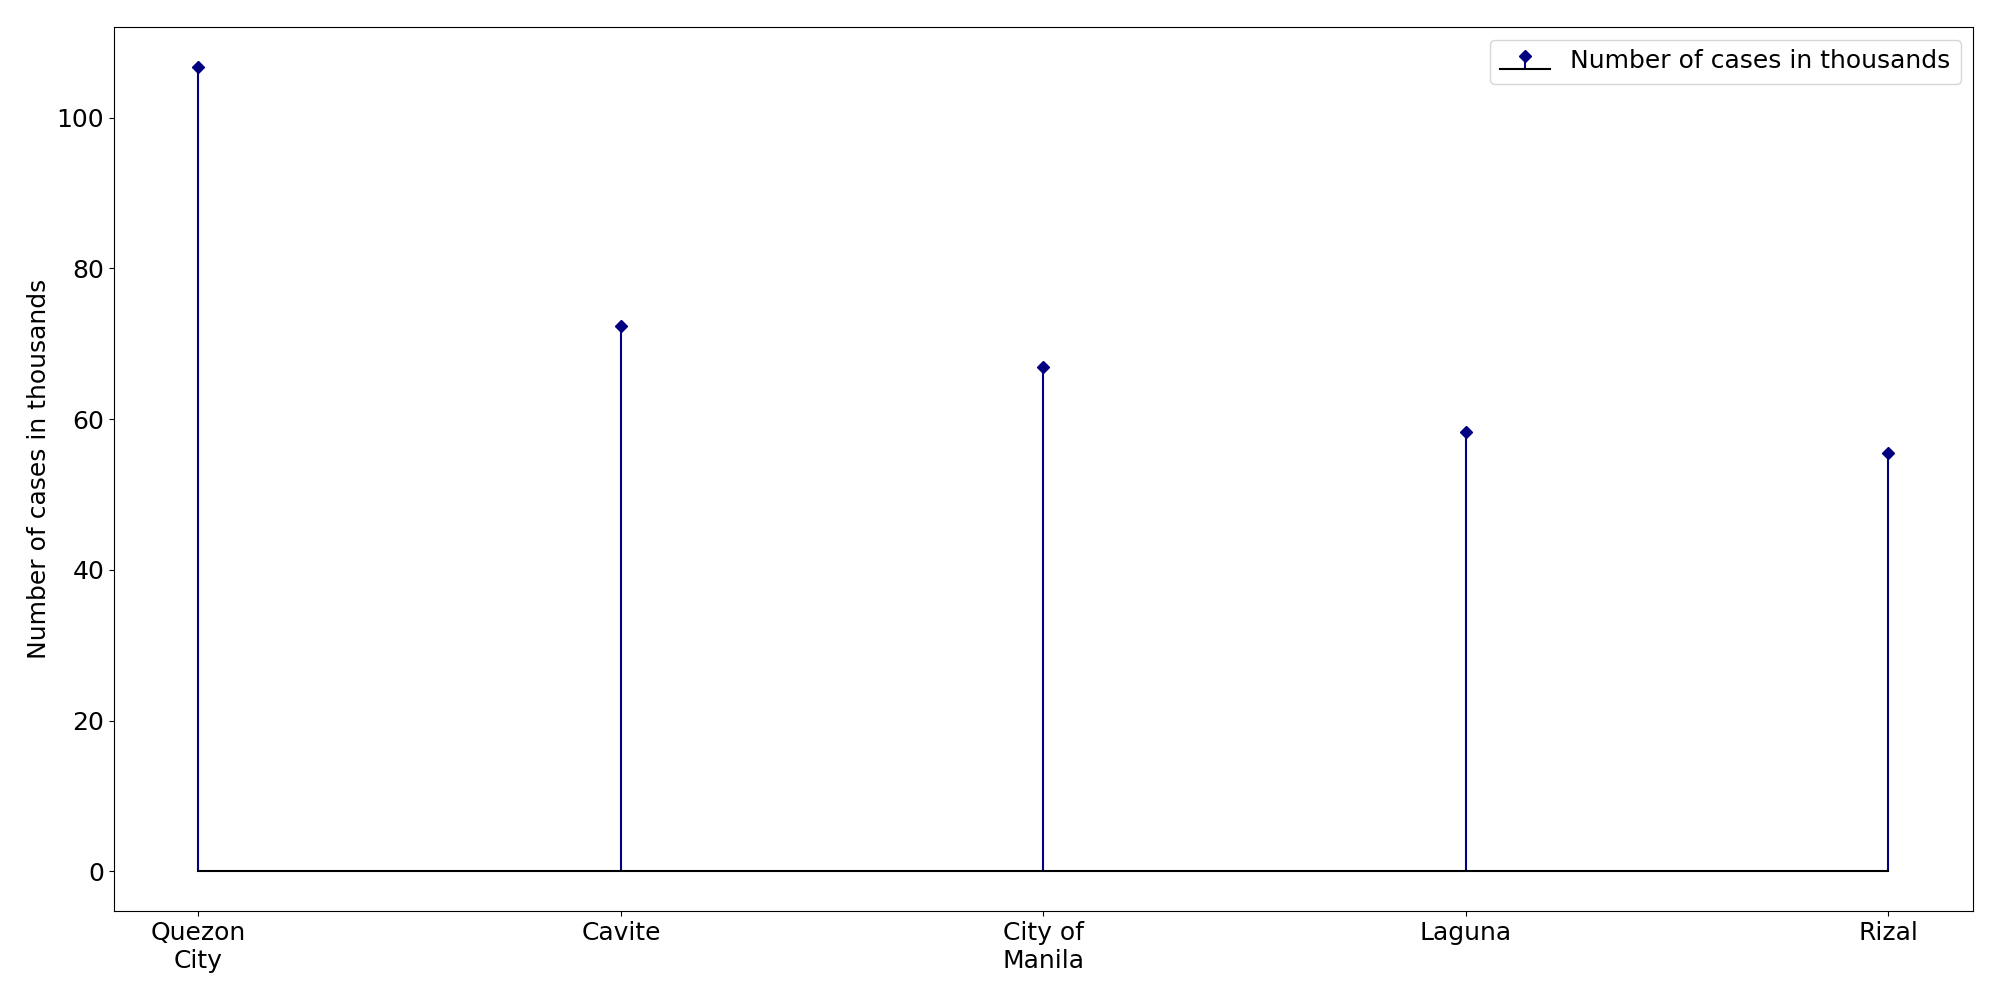 Number of cases in thousands
Number of cases in thousands
100
80
60
40
20
0
Quezon
City
Cavite
City of
Manila
Laguna
Rizal